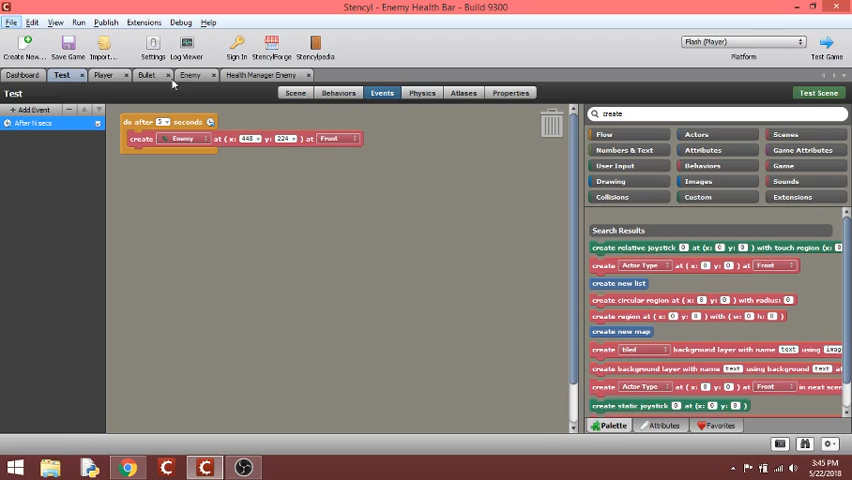 Stencyl - Enemy Health Bar - Build 9300
File Edit View Run Publish Extensions Debug Help
Create New... Save Game Import... Settings Log Viewer Sign In StencylForge Stencylpedia
Flash (Player)
Platform
Test Game
Dashboard Test × Player × Bullet × Enemy × Health Manager Enemy ×
Test
Scene Behaviors Events Physics Atlases Properties
Test Scene
+ Add Event
After N secs
do after 5 seconds
create Enemy at ( x: 448 y: 224 ) at Front
create
Flow Actors Scenes
Numbers & Text Attributes Game Attributes
User Input Behaviors Game
Drawing Images Sounds
Collisions Custom Extensions
Search Results
create relative joystick 0 at (x: 0 y: 0 ) with touch region (x: 0
create Actor Type at ( x: 0 y: 0 ) at Front
create new list
create circular region at ( x: 0 y: 0 ) with radius: 0
create region at ( x: 0 y: 0 ) with ( w: 0 h: 0 )
create new map
create tiled background layer with name text using imag
create background layer with name text using background text at
create Actor Type at ( x: 0 y: 0 ) at Front in next scen
create static joystick 0 at (x: 0 y: 0 )
Palette Attributes Favorites
3:45 PM
5/22/2018